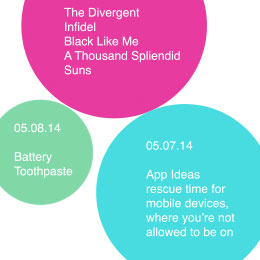 The Divergent
Infidel
Black Like Me
A Thousand Splendid
Suns
05.08.14
Battery
Toothpaste
05.07.14
App Ideas
rescue time for
mobile devices,
where you're not
allowed to be on